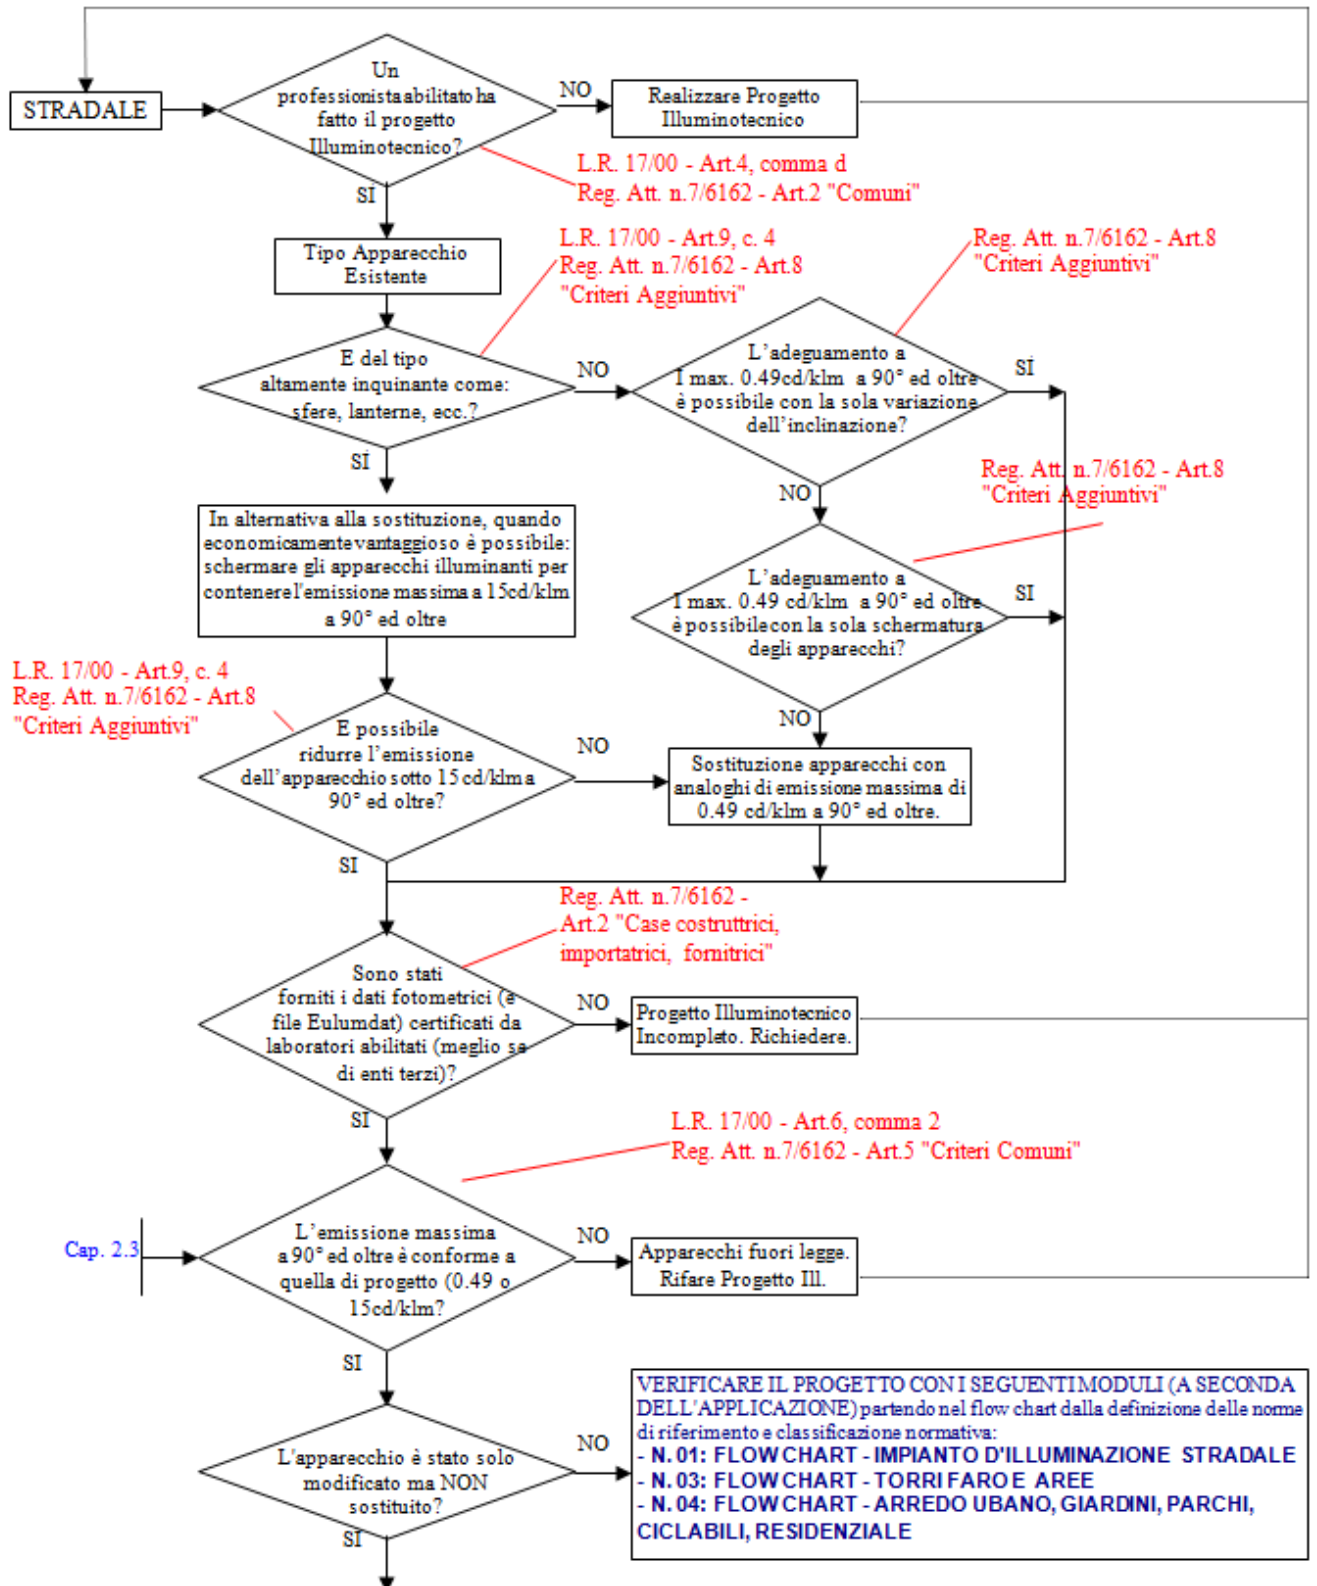 STRADALE
Un
professionista abilitato ha
fatto il progetto
Illuminotecnico?
NO
Realizzare Progetto
Illuminotecnico
L.R. 17/00 - Art.4, comma d
Reg. Att. n.7/6162 - Art.2 "Comuni"
SÍ
Tipo Apparecchio
Esistente
L.R. 17/00 - Art.9, c. 4
Reg. Att. n.7/6162 - Art.8
"Criteri Aggiuntivi"
Reg. Att. n.7/6162 - Art.8
"Criteri Aggiuntivi"
E del tipo
altamente inquinante come:
sfere, lanterne, ecc.?
NO
L'adeguamento a
I max. 0.49cd/klm a 90° ed oltre
è possibile con la sola variazione
dell'inclinazione?
SÍ
SÍ
NO
Reg. Att. n.7/6162 - Art.8
"Criteri Aggiuntivi"
In alternativa alla sostituzione, quando
economicamente vantaggioso è possibile:
schermare gli apparecchi illuminanti per
contenere l'emissione massima a 15cd/klm
a 90° ed oltre
L'adeguamento a
I max. 0.49 cd/klm a 90° ed oltre
è possibile con la sola schermatura
degli apparecchi?
SI
NO
L.R. 17/00 - Art.9, c. 4
Reg. Att. n.7/6162 - Art.8
"Criteri Aggiuntivi"
E possibile
ridurre l'emissione
dell'apparecchio sotto 15cd/klm a
90° ed oltre?
NO
Sostituzione apparecchi con
analoghi di emissione massima di
0.49 cd/klm a 90° ed oltre.
SI
Reg. Att. n.7/6162 -
Art.2 "Case costruttrici,
importatrici, fornitrici"
Sono stati
forniti i dati fotometrici (e
file Eulumdat) certificati da
laboratori abilitati (meglio se
di enti terzi)?
NO
Progetto Illuminotecnico
Incompleto. Richiedere.
SI
L.R. 17/00 - Art.6, comma 2
Reg. Att. n.7/6162 - Art.5 "Criteri Comuni"
Cap. 2.3
L'emissione massima
a 90° ed oltre è conforme a
quella di progetto (0.49 o
15cd/klm?
NO
Apparecchi fuori legge.
Rifare Progetto Ill.
SI
L'apparecchio è stato solo
modificato ma NON
sostituito?
NO
VERIFICARE IL PROGETTO CON I SEGUENTI MODULI (A SECONDA
DELL'APPLICAZIONE) partendo nel flow chart dalla definizione delle norme
di riferimento e classificazione normativa:
- N. 01: FLOW CHART - IMPIANTO D'ILLUMINAZIONE STRADALE
- N. 03: FLOW CHART - TORRI FARO E AREE
- N. 04: FLOW CHART - ARREDO UBANO, GIARDINI, PARCHI,
CICLABILI, RESIDENZIALE
SÍ